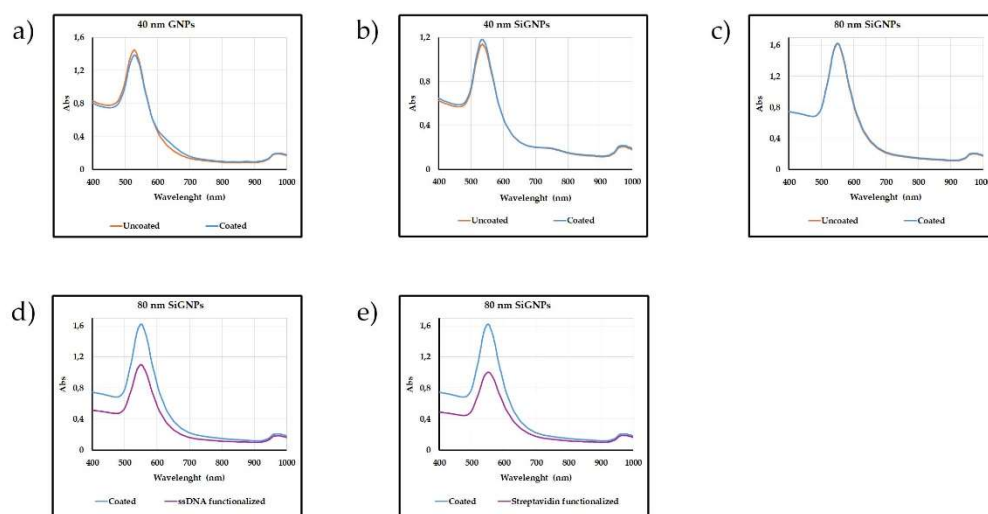 a)
40 nm GNPs
1,6
1,2
0,8
0,4
0
Abs
400 500 600 700 800 900 1000
Wavelenght (nm)
Uncoated Coated
b)
40 nm SiGNPs
1,2
0,8
0,4
0
Abs
400 500 600 700 800 900 1000
Wavelenght (nm)
Uncoated Coated
c)
80 nm SiGNPs
1,6
1,2
0,8
0,4
0
Abs
400 500 600 700 800 900 1000
Wavelenght (nm)
Uncoated Coated
d)
80 nm SiGNPs
1,6
1,2
0,8
0,4
0
Abs
400 500 600 700 800 900 1000
Wavelenght (nm)
Coated ssDNA functionalized
e)
80 nm SiGNPs
1,6
1,2
0,8
0,4
0
Abs
400 500 600 700 800 900 1000
Wavelenght (nm)
Coated Streptavidin functionalized